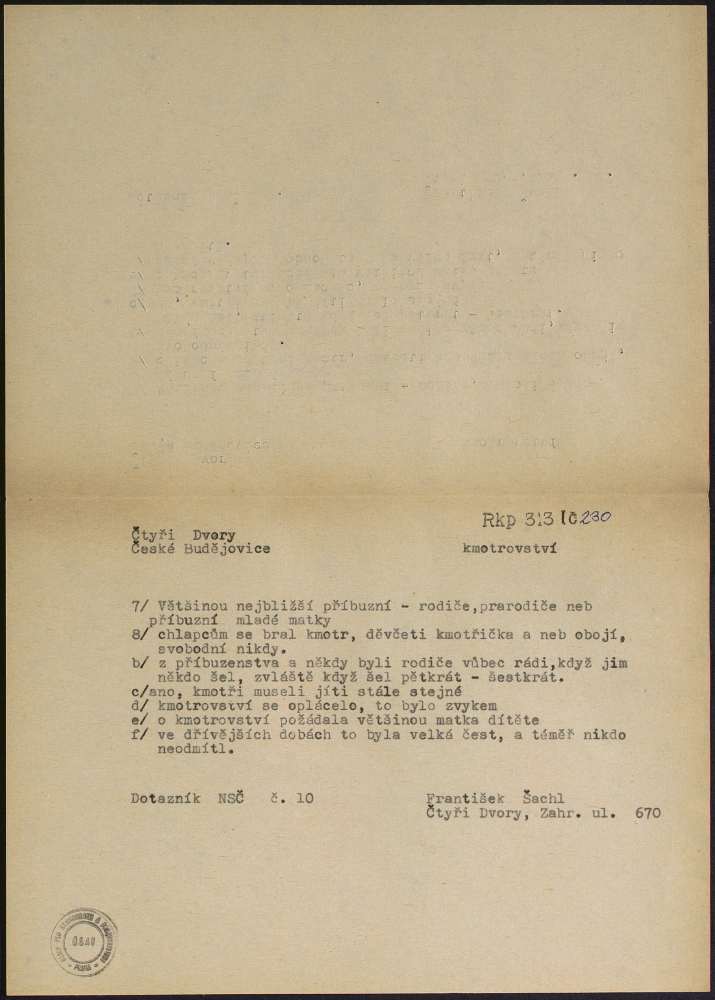 Rkp 313 IČ 230
Čtyři Dvory
České Budějovice
kmotrovství
7/ Většinou nejbližší příbuzní - rodiče,prarodiče neb
příbuzní mladé matky
8/ chlapcům se bral kmotr, děvčeti kmotřička a neb obojí,
svobodní nikdy.
b/ z příbuzenstva a někdy byli rodiče vůbec rádi,když jim
někdo šel, zvláště když šel pětkrát - šestkrát.
c/ano, kmotři museli jíti stále stejné
d/ kmotrovství se oplácelo, to bylo zvykem
e/ o kmotrovství požádala většinou matka dítěte
f/ ve dřívějších dobách to byla velká čest, a téměř nikdo
neodmítl.
Dotazník NSČ č. 10
František Šachl
Čtyři Dvory, Zahr. ul. 670